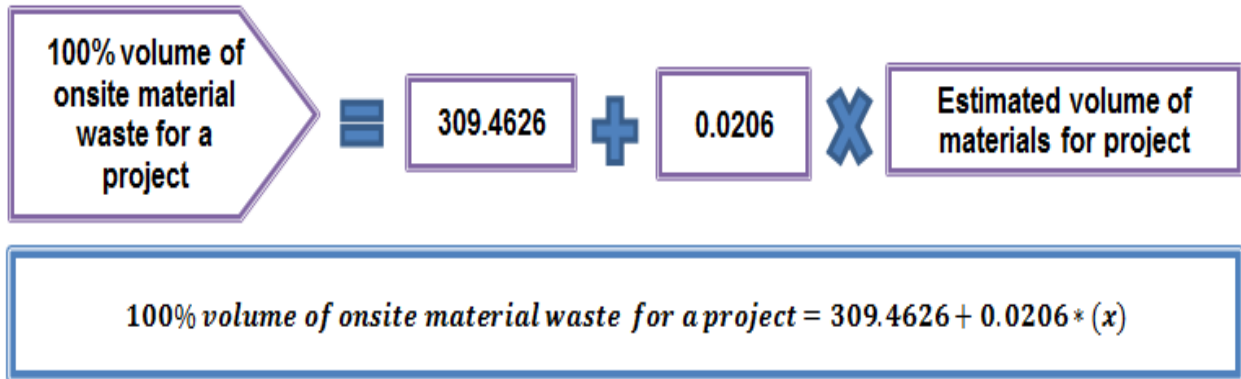 100% volume of
onsite material
waste for a
project
=
309.4626
+
0.0206
X
Estimated volume of
materials for project
100% volume of onsite material waste for a project = 309.4626 + 0.0206 * (x)